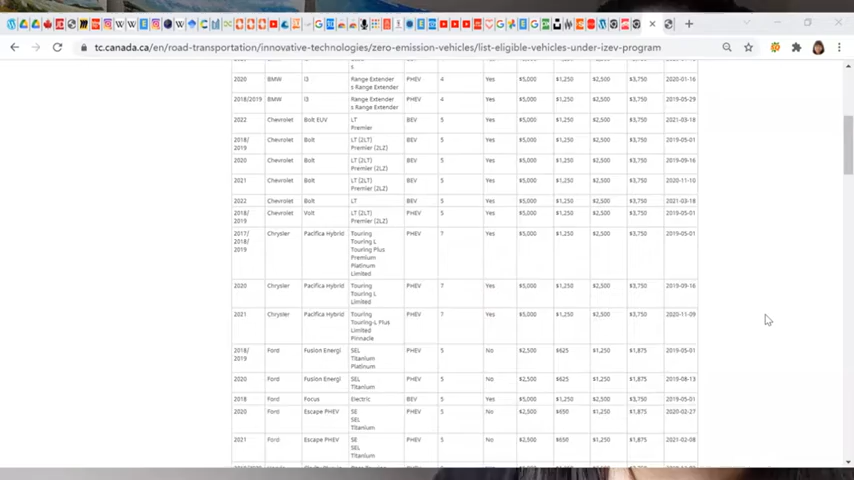 tc.canada.ca/en/road-transportation/innovative-technologies/zero-emission-vehicles/list-eligible-vehicles-under-izev-program
s
2020 BMW i3 Range Extender PHEV 4 Yes $5,000 $1,250 $2,500 $3,750 2020-01-16
s Range Extender
2018/2019 BMW i3 Range Extender PHEV 4 Yes $5,000 $1,250 $2,500 $3,750 2019-05-29
s Range Extender
2022 Chevrolet Bolt EUV LT BEV 5 Yes $5,000 $1,250 $2,500 $3,750 2021-03-18
Premier
2018/ Chevrolet Bolt LT (2LT) BEV 5 Yes $5,000 $1,250 $2,500 $3,750 2019-05-01
2019 Premier (2LZ)
2020 Chevrolet Bolt LT (2LT) BEV 5 Yes $5,000 $1,250 $2,500 $3,750 2019-09-16
Premier (2LZ)
2021 Chevrolet Bolt LT (2LT) BEV 5 Yes $5,000 $1,250 $2,500 $3,750 2020-11-10
Premier (2LZ)
2022 Chevrolet Bolt LT BEV 5 Yes $5,000 $1,250 $2,500 $3,750 2021-03-18
2018/ Chevrolet Volt LT (2LT) PHEV 5 Yes $5,000 $1,250 $2,500 $3,750 2019-05-01
2019 Premier (2LZ)
2017/ Chrysler Pacifica Hybrid Touring PHEV 7 Yes $5,000 $1,250 $2,500 $3,750 2019-05-01
2018/ Touring L
2019 Touring Plus
Premium
Platinum
Limited
2020 Chrysler Pacifica Hybrid Touring PHEV 7 Yes $5,000 $1,250 $2,500 $3,750 2019-09-16
Touring L
Limited
2021 Chrysler Pacifica Hybrid Touring PHEV 7 Yes $5,000 $1,250 $2,500 $3,750 2020-11-09
Touring-L Plus
Limited
Pinnacle
2018/ Ford Fusion Energi SEL PHEV 5 No $2,500 $625 $1,250 $1,875 2019-05-01
2019 Titanium
Platinum
2020 Ford Fusion Energi SEL PHEV 5 No $2,500 $625 $1,250 $1,875 2019-08-13
Titanium
2018 Ford Focus Electric BEV 5 Yes $5,000 $1,250 $2,500 $3,750 2019-05-01
2020 Ford Escape PHEV SE PHEV 5 No $2,500 $650 $1,250 $1,875 2020-02-27
SEL
Titanium
2021 Ford Escape PHEV SE PHEV 5 No $2,500 $650 $1,250 $1,875 2021-02-08
SEL
Titanium